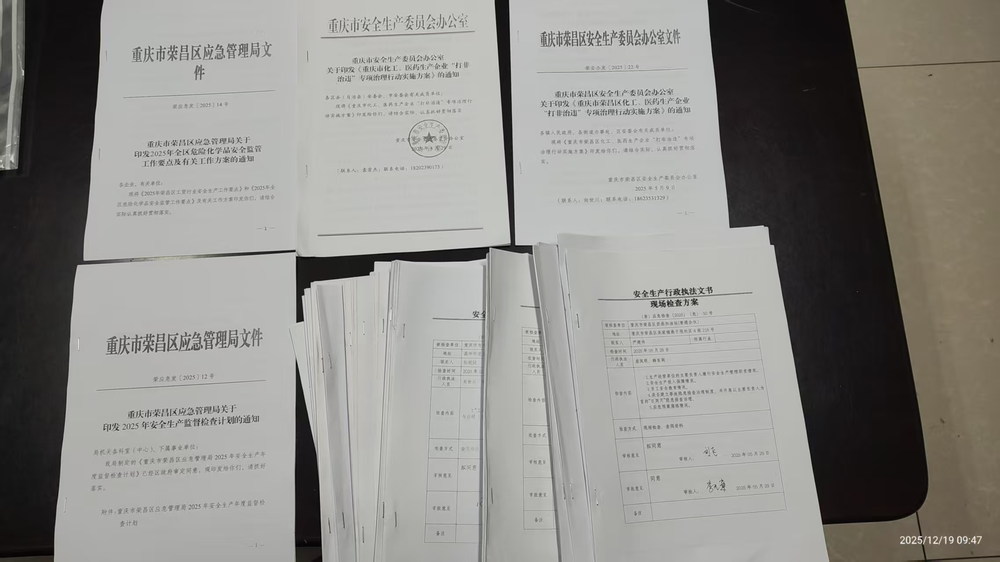 重庆市荣昌区应急管理局文
件
荣应急发〔2025〕14号
重庆市荣昌区应急管理局关于
印发2025年全区危险化学品安全监管
工作要点及有关工作方案的通知
各企业，有关单位：
现将《2025年荣昌区工贸行业安全生产工作要点》和《2025年全
区危险化学品安全监管工作要点》及有关工作方案印发你们，请结合
实际认真抓好贯彻落实。
— 1 —
重庆市安全生产委员会办公室
重庆市安全生产委员会办公室
关于印发《重庆市化工、医药生产企业“打非
治违”专项治理行动实施方案》的通知
各区县（自治县）安委会，市安委会有关成员单位：
现将《重庆市化工、医药生产企业“打非治违”专项治理行
动实施方案》印发给你们，请结合实际，认真抓好贯彻落实
重庆市安全生产委员会办公室
2025年4月29日
（联系人：袁常杰；联系电话：18202390173）
重庆市荣昌区安全生产委员会办公室文件
荣安办发〔2025〕22号
重庆市荣昌区安全生产委员会办公室
关于印发《重庆市荣昌区化工、医药生产企业
“打非治违”专项治理行动实施方案》的通知
各镇人民政府，各街道办事处，区安委会有关成员单位：
现将《重庆市荣昌区化工、医药生产企业“打非治违”专项
治理行动实施方案》印发给你们，请结合实际，认真抓好贯彻落
实。
重庆市荣昌区安全生产委员会办公室
2025年5月9日
（联系人：向世川；联系电话：18623531329）
— 1 —
重庆市荣昌区应急管理局文件
荣应急发〔2025〕12号
重庆市荣昌区应急管理局关于
印发 2025 年安全生产监督检查计划的通知
局机关各科室（中心）、下属事业单位：
我局制定的《重庆市荣昌区应急管理局 2025 年安全生产年
度监督检查计划》已经区政府审定同意，现印发给你们，请抓好
落实。
附件：重庆市荣昌区应急管理局 2025 年安全生产年度监督检
查计划
— 1 —
安全
被检查单位 重庆市
地址 昌州街道
联系人
检查时间 2025年02
行政执法
人员 向世川
检查内容
检查方式
审核意见 拟同意
审批意见
备注
被检查单
地址
联系人
检查时间
行政执法
人员
检查内容
检查方式
审核意见
审批意见
备注
安全生产行政执法文书
现场检查方案
（荣）应急检查〔2025〕（危）50号
被检查单位 重庆市荣昌区宏昌加油站(普通合伙)
地址 重庆市荣昌区吴家镇燕子坝社区4组216号
联系人 严建伟 所属行业
检查时间 2025年05月29日
行政执法
人员 居凤明、韩东阁
检查内容
1.生产经营单位的主要负责人履行安全生产管理职责情况。
2.安全生产投入保障情况。
3.员工安全教育情况。
4.是否建立事故隐患排查治理制度，并开展以主要负责人为
首的“日周月”隐患排查治理。
5.应急预案演练情况。
检查方式 现场检查、查阅资料
审核意见 拟同意
审核人： 刘飞 2025年05月29日
审批意见 同意
审批人： 2025年05月29日
备注
2025/12/19 09:47